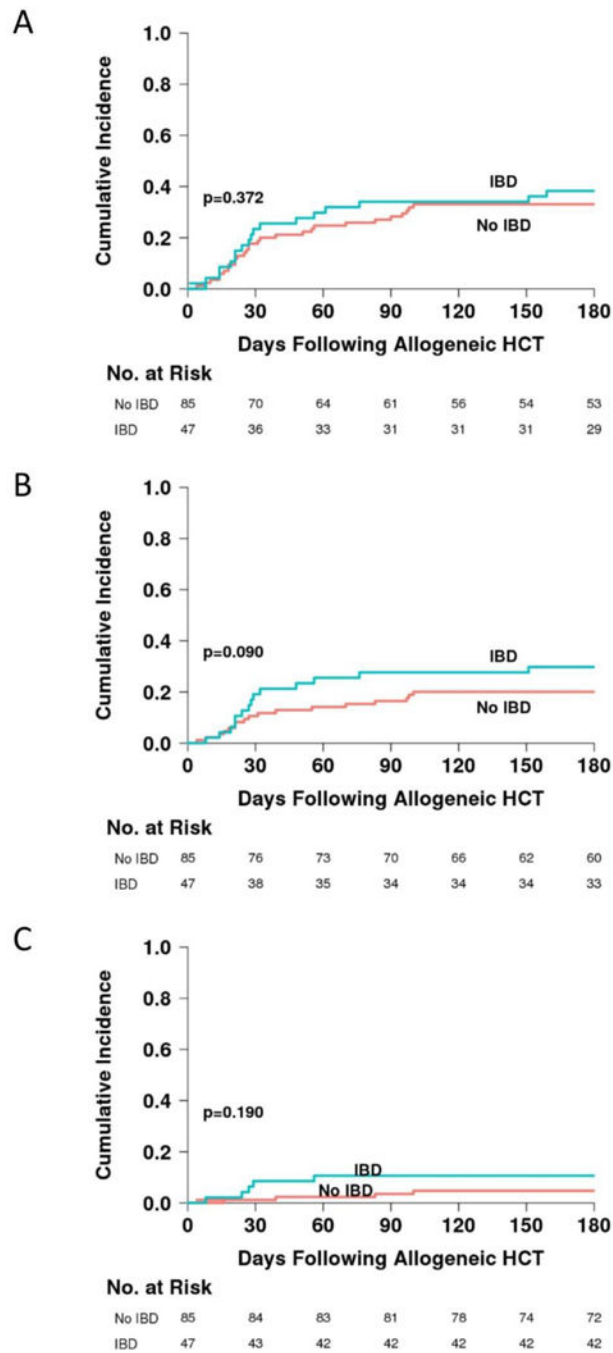 A
1.0
0.8
0.6
0.4
0.2
0.0
Cumulative Incidence
p=0.372
IBD
No IBD
0 30 60 90 120 150 180
Days Following Allogeneic HCT
No. at Risk
No IBD 85 70 64 61 56 54 53
IBD 47 36 33 31 31 31 29
B
1.0
0.8
0.6
0.4
0.2
0.0
Cumulative Incidence
p=0.090
IBD
No IBD
0 30 60 90 120 150 180
Days Following Allogeneic HCT
No. at Risk
No IBD 85 76 73 70 66 62 60
IBD 47 38 35 34 34 34 33
C
1.0
0.8
0.6
0.4
0.2
0.0
Cumulative Incidence
p=0.190
IBD
No IBD
0 30 60 90 120 150 180
Days Following Allogeneic HCT
No. at Risk
No IBD 85 84 83 81 78 74 72
IBD 47 43 42 42 42 42 42